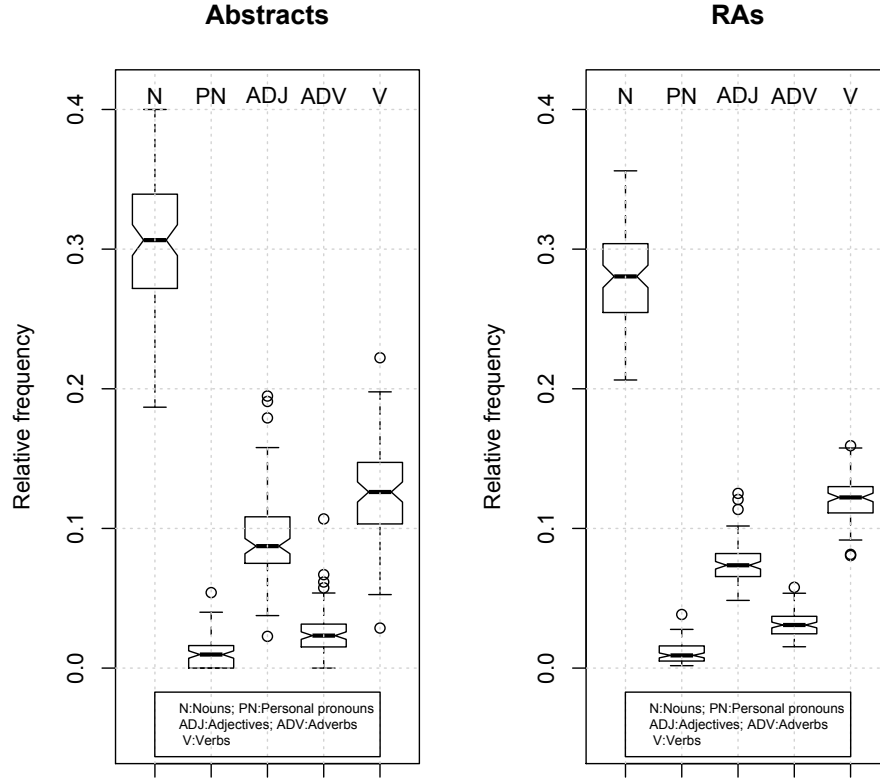 Abstracts
N PN ADJ ADV V
0.4
0.3
0.2
0.1
0.0
Relative frequency
N:Nouns; PN:Personal pronouns
ADJ:Adjectives; ADV:Adverbs
V:Verbs
RAs
N PN ADJ ADV V
0.4
0.3
0.2
0.1
0.0
Relative frequency
N:Nouns; PN:Personal pronouns
ADJ:Adjectives; ADV:Adverbs
V:Verbs